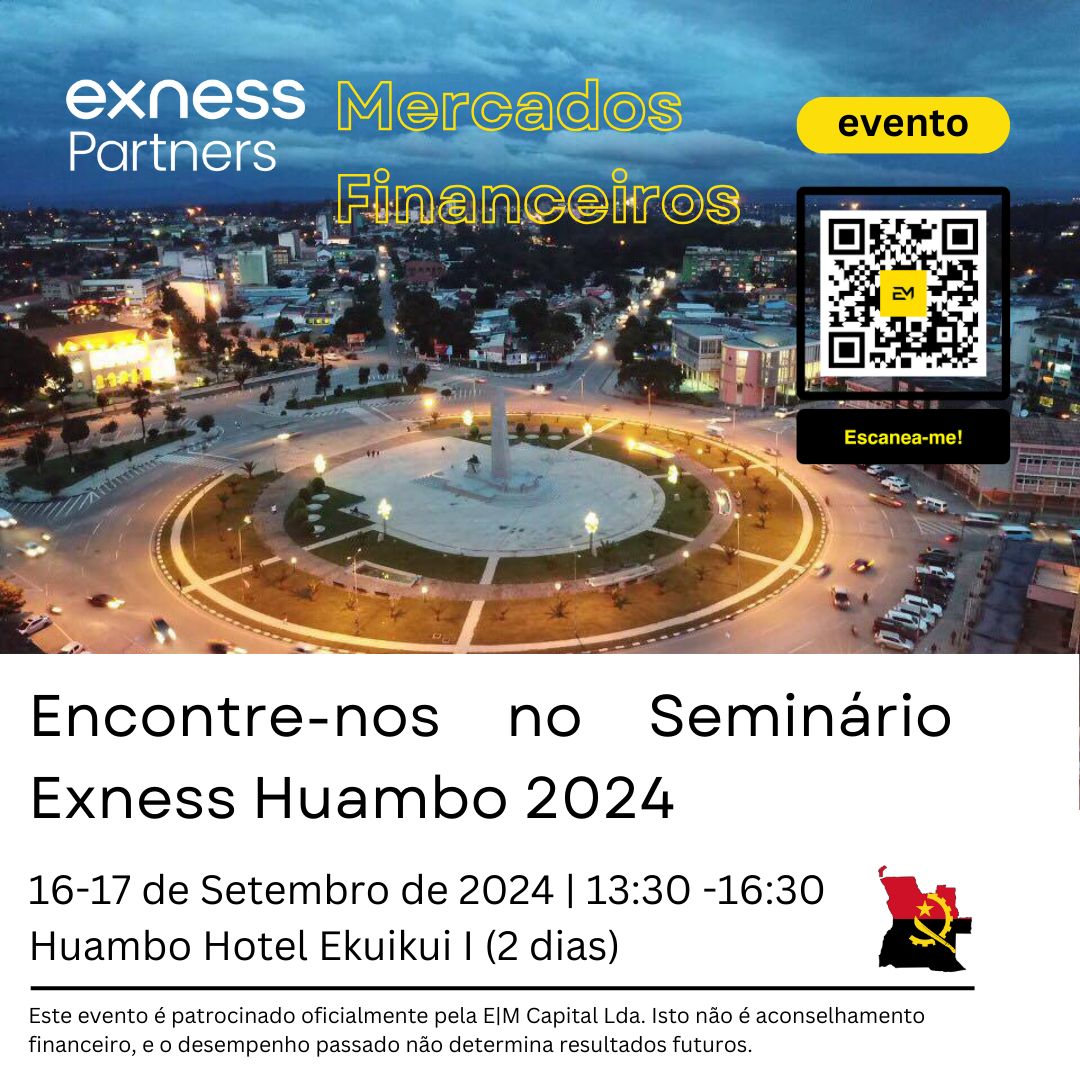 exness
Partners
Mercados
Financeiros
evento
EM
Escanea-me!
Encontre-nos no Seminário
Exness Huambo 2024
16-17 de Setembro de 2024 | 13:30 -16:30
Huambo Hotel Ekuikui I (2 dias)
Este evento é patrocinado oficialmente pela E|M Capital Lda. Isto não é aconselhamento
financeiro, e o desempenho passado não determina resultados futuros.